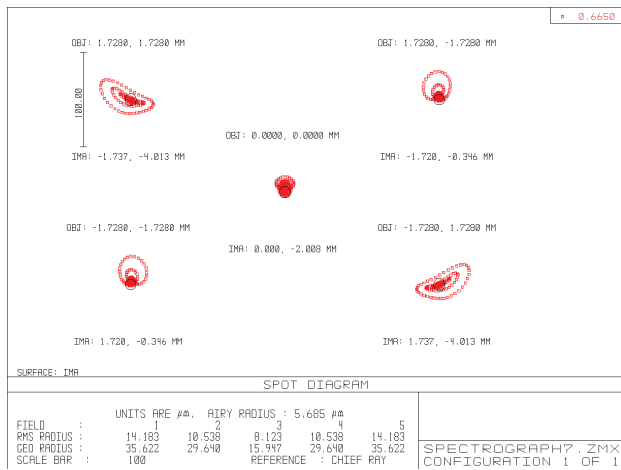 0.6650
OBJ: 1.7280, 1.7280 MM
OBJ: 1.7280, -1.7280 MM
100.00
OBJ: 0.0000, 0.0000 MM
IMA: -1.737, -4.013 MM
IMA: -1.720, -0.346 MM
OBJ: -1.7280, -1.7280 MM
OBJ: -1.7280, 1.7280 MM
IMA: 0.000, -2.008 MM
IMA: 1.720, -0.346 MM
IMA: 1.737, -4.013 MM
SURFACE: IMA
SPOT DIAGRAM
UNITS ARE µm. AIRY RADIUS : 5.685 µm
FIELD : 1 2 3 4 5
RMS RADIUS : 14.183 10.538 8.123 10.538 14.183
GEO RADIUS : 35.622 29.640 15.947 29.640 35.622
SCALE BAR : 100 REFERENCE : CHIEF RAY
SPECTROGRAPH7.ZMX
CONFIGURATION 1 OF 1